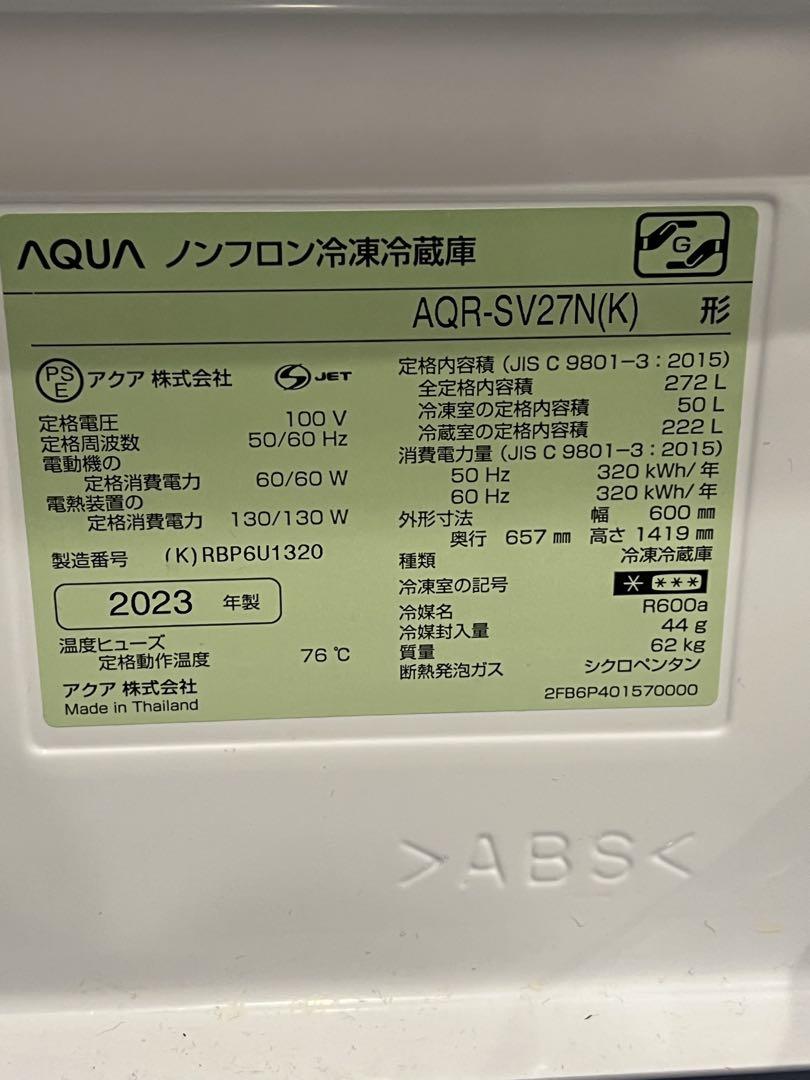 AQUA ノンフロン冷凍冷蔵庫
G
AQR-SV27N(K) 形
PS E アクア 株式会社 S JET
定格電圧 100 V
定格周波数 50/60 Hz
電動機の
定格消費電力 60/60 W
電熱装置の
定格消費電力 130/130 W
製造番号 (K)RBP6U1320
2023 年製
温度ヒューズ
定格動作温度 76 ℃
アクア 株式会社
Made in Thailand
定格内容積 (JIS C 9801-3:2015)
全定格内容積 272 L
冷凍室の定格内容積 50 L
冷蔵室の定格内容積 222 L
消費電力量 (JIS C 9801-3:2015)
50 Hz 320 kWh/年
60 Hz 320 kWh/年
外形寸法 幅 600 ㎜
奥行 657 ㎜ 高さ 1419 ㎜
種類 冷凍冷蔵庫
冷凍室の記号 * ***
冷媒名 R600a
冷媒封入量 44 g
質量 62 kg
断熱発泡ガス シクロペンタン
2FB6P401570000
>ABS<